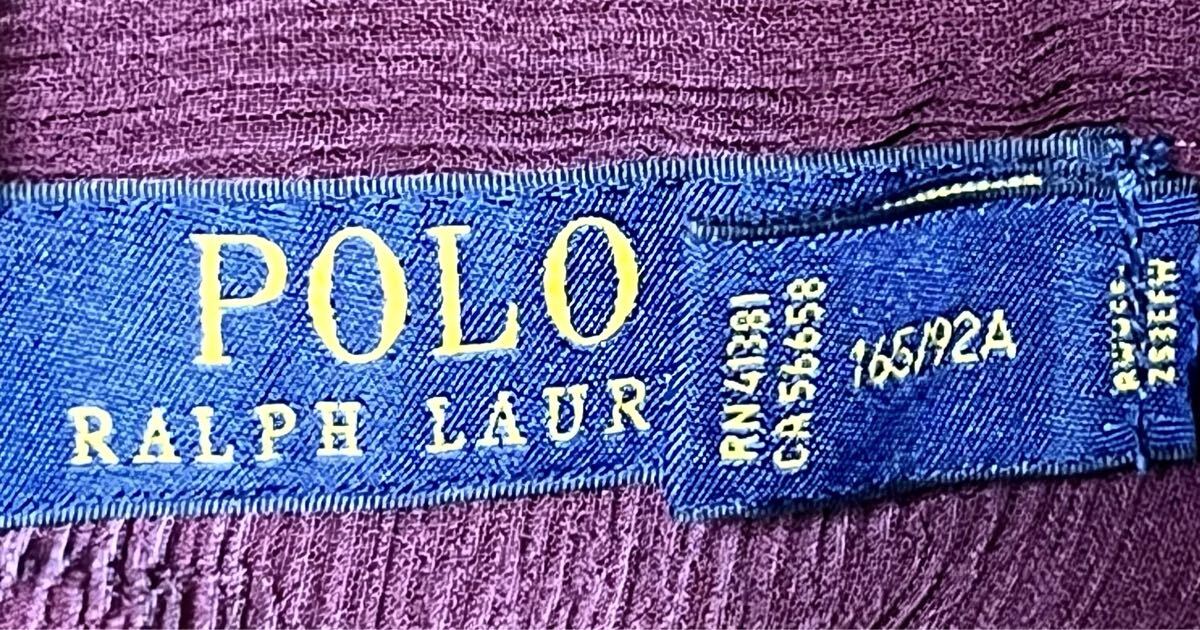 POLO
RALPH LAUR
RN 41381
CA 56658
165/92A